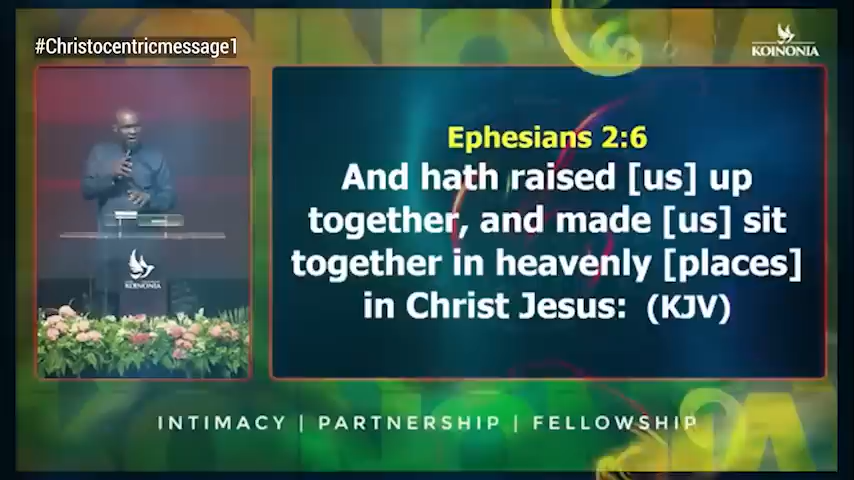 #Christocentricmessage1
KOINONIA
Ephesians 2:6
And hath raised [us] up
together, and made [us] sit
together in heavenly [places]
in Christ Jesus: (KJV)
KOINONIA
INTIMACY | PARTNERSHIP | FELLOWSHIP